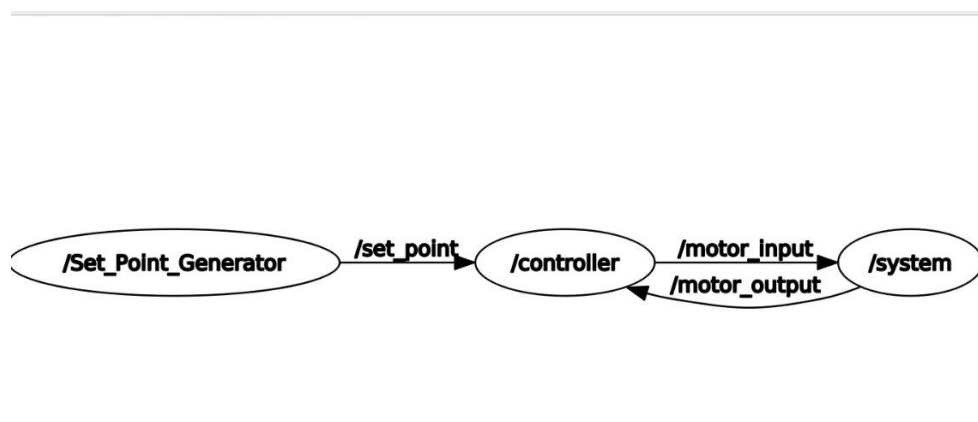 /Set_Point_Generator
/set_point
/controller
/motor_input
/motor_output
/system